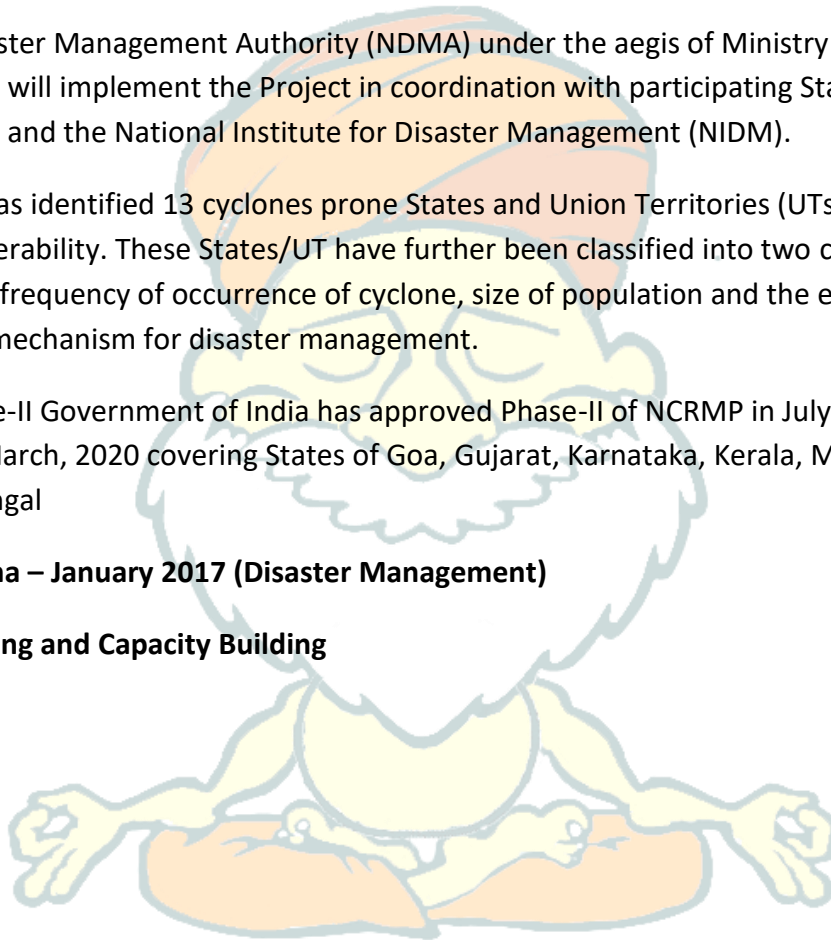 ster Management Authority (NDMA) under the aegis of Ministry
will implement the Project in coordination with participating Sta
and the National Institute for Disaster Management (NIDM).
as identified 13 cyclones prone States and Union Territories (UTs
erability. These States/UT have further been classified into two c
frequency of occurrence of cyclone, size of population and the e
mechanism for disaster management.
e-II Government of India has approved Phase-II of NCRMP in July
March, 2020 covering States of Goa, Gujarat, Karnataka, Kerala, M
ngal
na – January 2017 (Disaster Management)
ng and Capacity Building